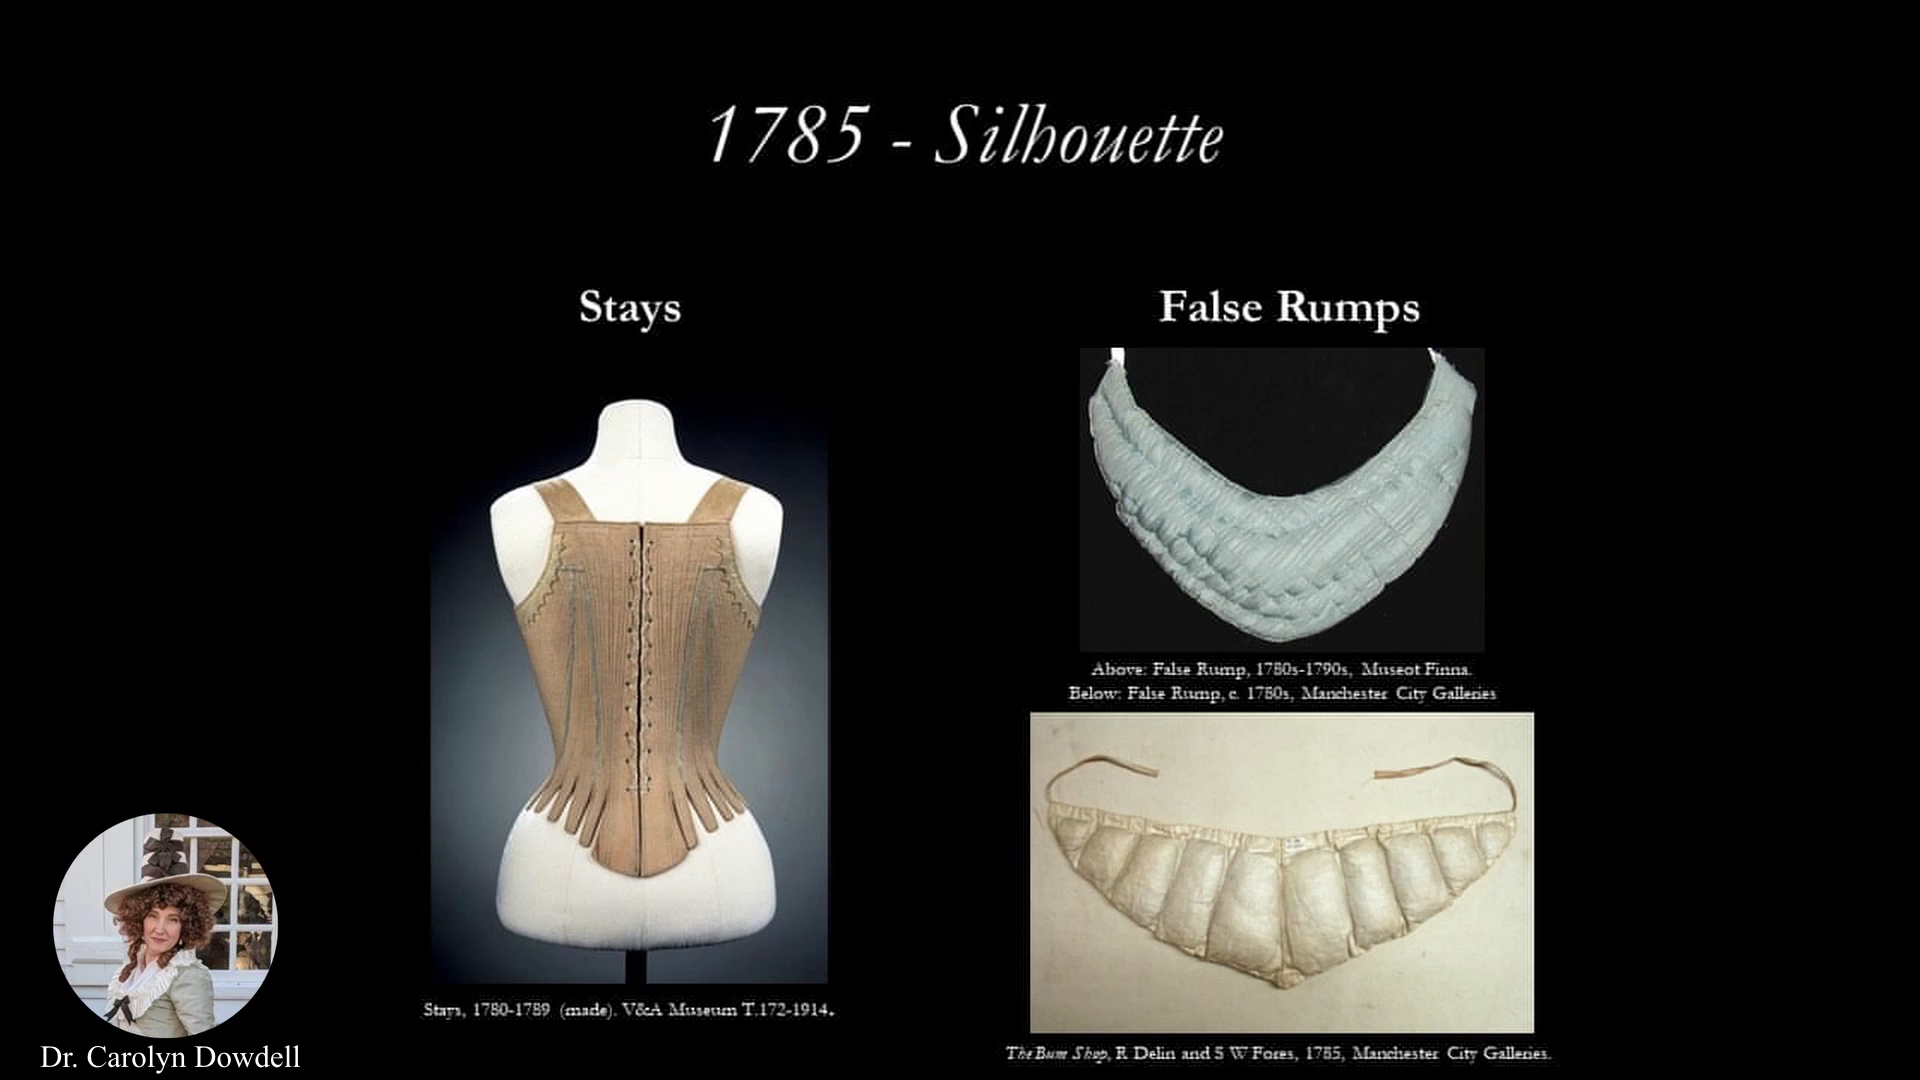 1785 - Silhouette
Stays
False Rumps
Above: False Rump, 1780s-1790s, Museot Finna.
Below: False Rump, c. 1780s, Manchester City Galleries
Stays, 1780-1789 (made). V&A Museum T.172-1914.
The Bum Shop, R Delin and S W Fores, 1785, Manchester City Galleries.
Dr. Carolyn Dowdell